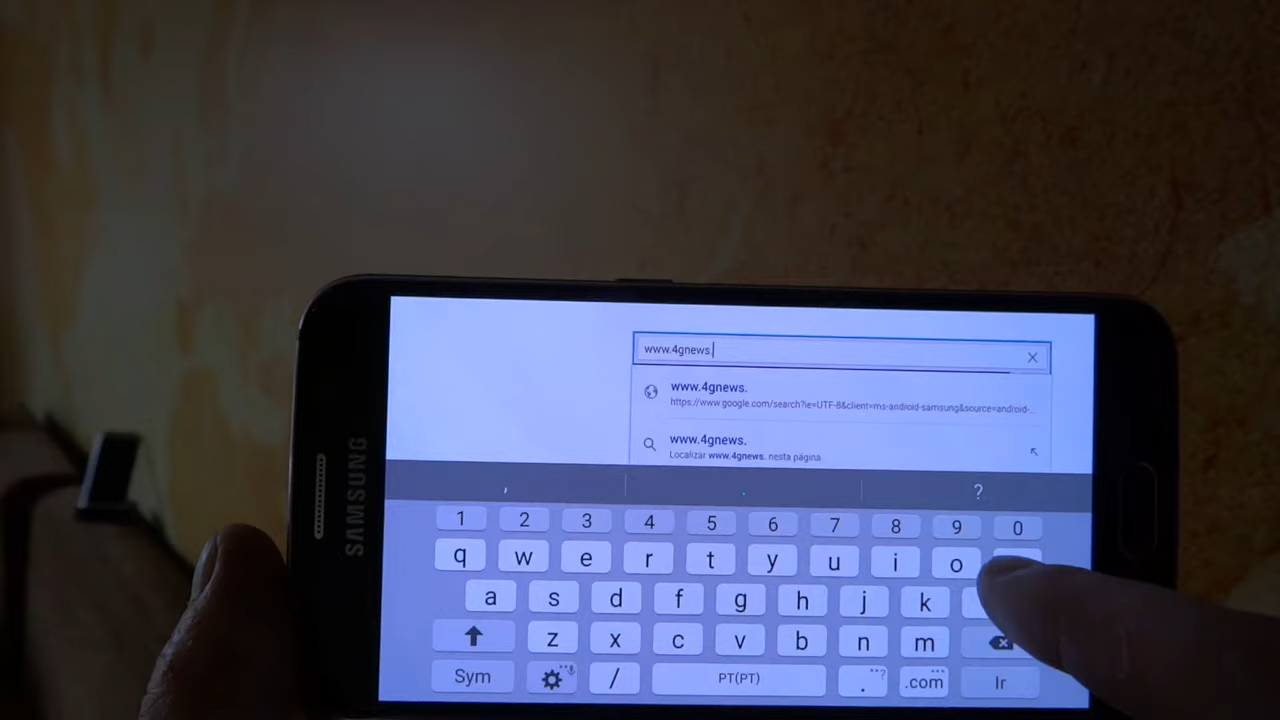 SAMSUNG
www.4gnews.
www.4gnews.
https://www.google.com/search?ie=UTF-8&client=ms-android-samsung&source=android-...
www.4gnews.
Localizar www.4gnews. nesta página
, . ?
1 2 3 4 5 6 7 8 9 0
q w e r t y u i o
a s d f g h j k
z x c v b n m
Sym / PT(PT) . .com Ir